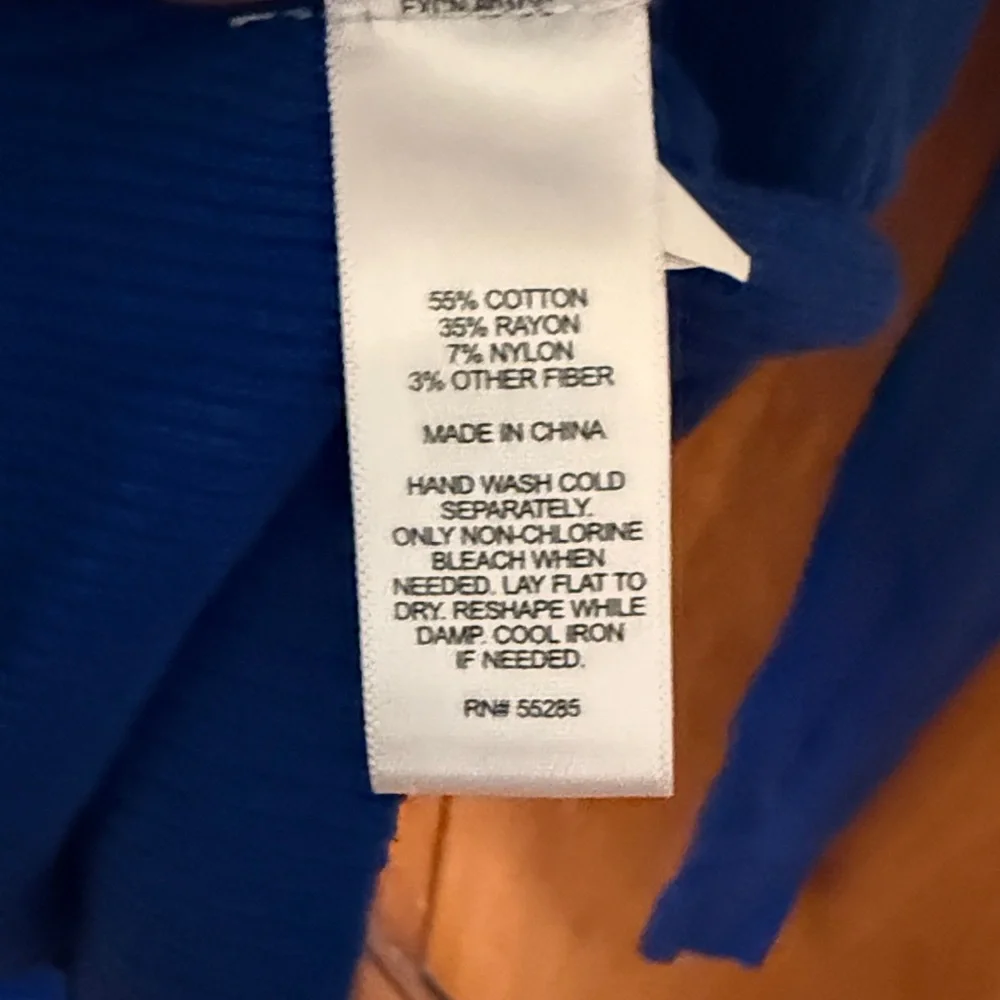 55% COTTON
35% RAYON
7% NYLON
3% OTHER FIBER
MADE IN CHINA
HAND WASH COLD
SEPARATELY.
ONLY NON-CHLORINE
BLEACH WHEN
NEEDED. LAY FLAT TO
DRY. RESHAPE WHILE
DAMP. COOL IRON
IF NEEDED.
RN# 55285